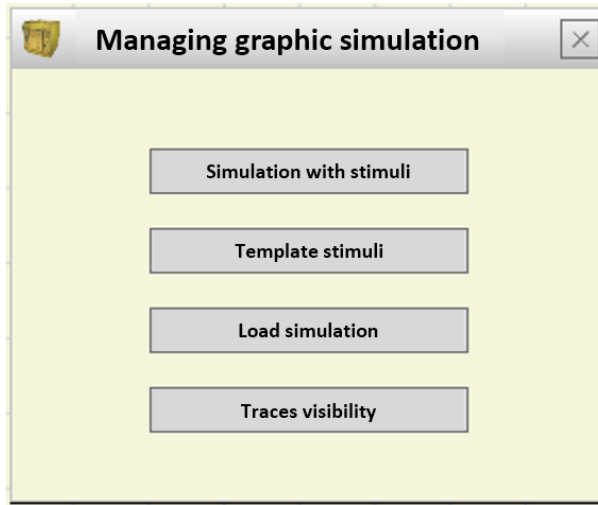 Managing graphic simulation
Simulation with stimuli
Template stimuli
Load simulation
Traces visibility